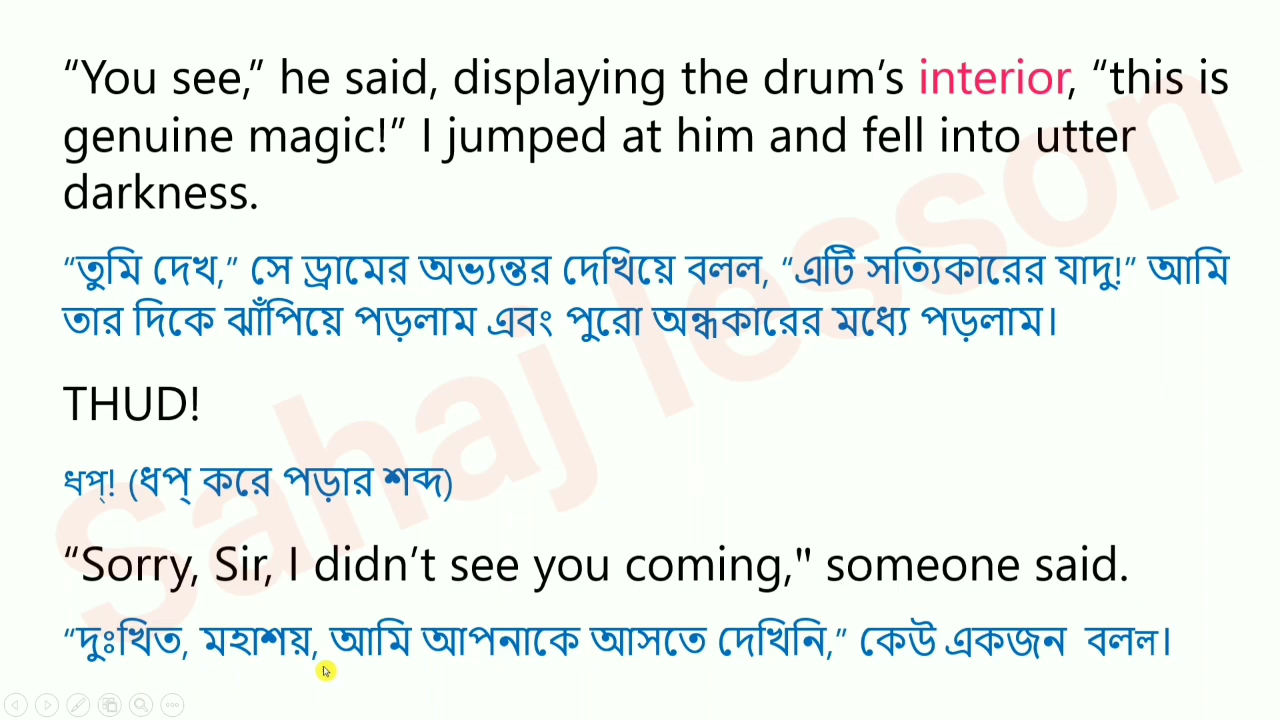 “You see,” he said, displaying the drum’s interior, “this is
genuine magic!” I jumped at him and fell into utter
darkness.
“তুমি দেখ,” সে ড্রামের অভ্যন্তর দেখিয়ে বলল, “এটি সত্যিকারের যাদু!” আমি
তার দিকে ঝাঁপিয়ে পড়লাম এবং পুরো অন্ধকারের মধ্যে পড়লাম।
THUD!
ধপ্! (ধপ্ করে পড়ার শব্দ)
“Sorry, Sir, I didn’t see you coming," someone said.
“দুঃখিত, মহাশয়, আমি আপনাকে আসতে দেখিনি,” কেউ একজন বলল।
Sahaj lesson